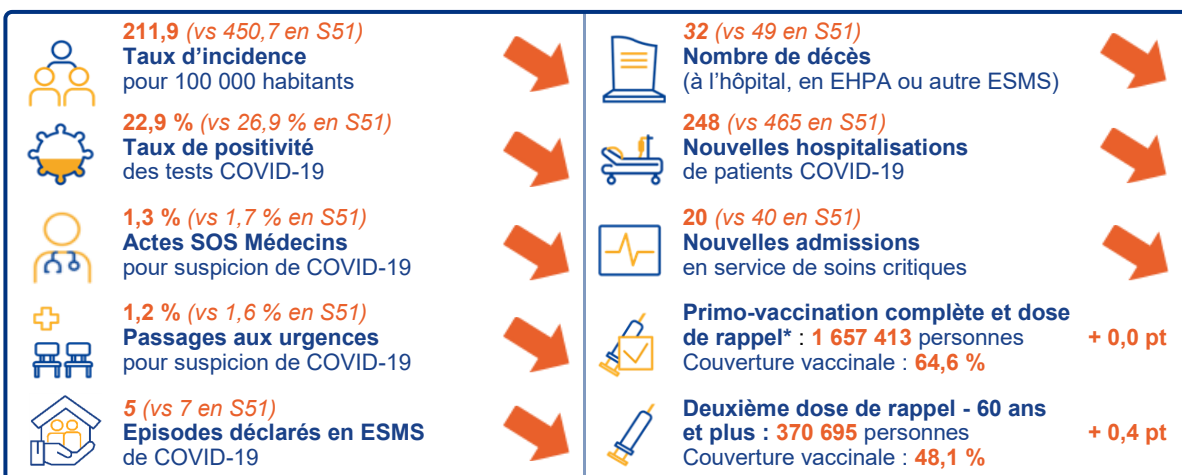 211,9 (vs 450,7 en S51)
Taux d’incidence
pour 100 000 habitants
22,9 % (vs 26,9 % en S51)
Taux de positivité
des tests COVID-19
1,3 % (vs 1,7 % en S51)
Actes SOS Médecins
pour suspicion de COVID-19
1,2 % (vs 1,6 % en S51)
Passages aux urgences
pour suspicion de COVID-19
5 (vs 7 en S51)
Episodes déclarés en ESMS
de COVID-19
32 (vs 49 en S51)
Nombre de décès
(à l’hôpital, en EHPA ou autre ESMS)
248 (vs 465 en S51)
Nouvelles hospitalisations
de patients COVID-19
20 (vs 40 en S51)
Nouvelles admissions
en service de soins critiques
Primo-vaccination complète et dose
de rappel* : 1 657 413 personnes + 0,0 pt
Couverture vaccinale : 64,6 %
Deuxième dose de rappel - 60 ans
et plus : 370 695 personnes + 0,4 pt
Couverture vaccinale : 48,1 %